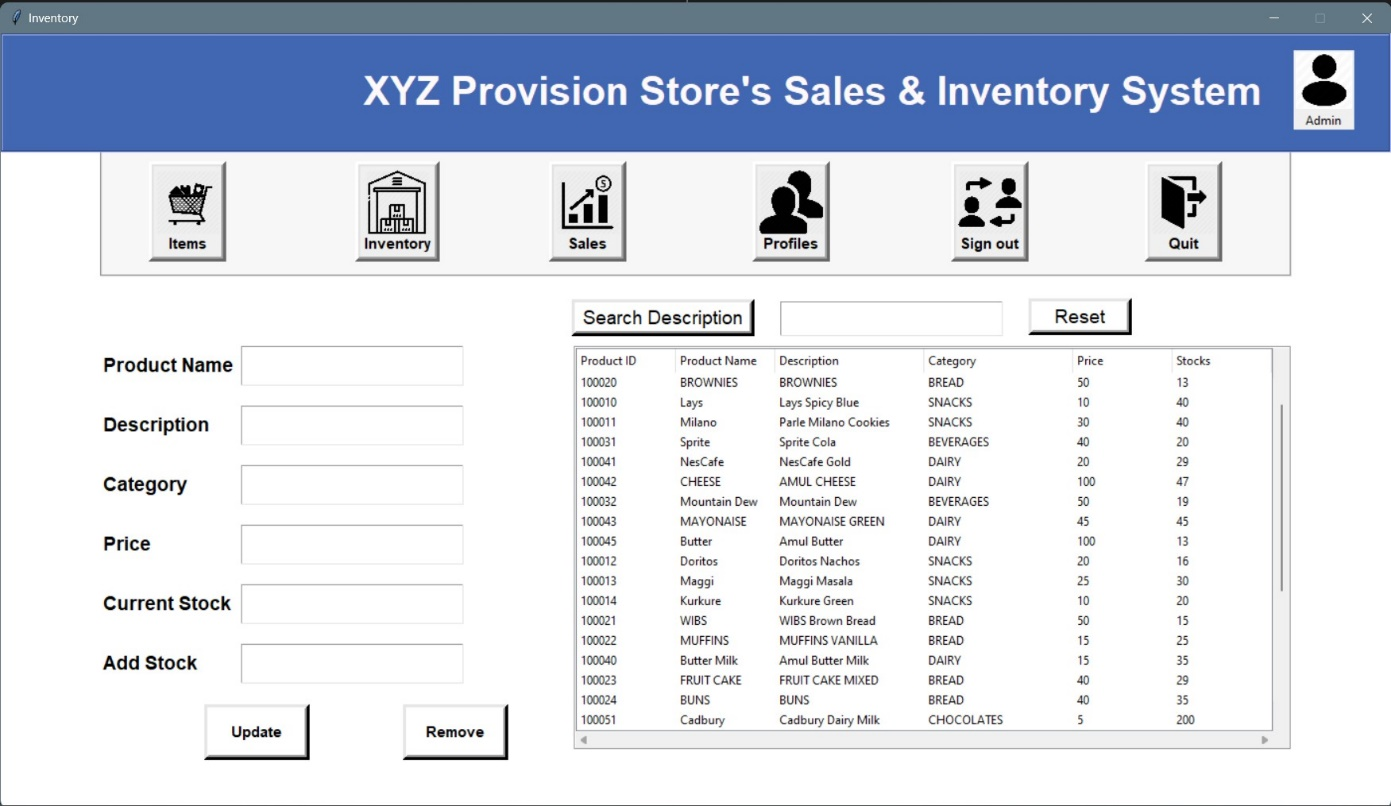 Inventory
XYZ Provision Store's Sales & Inventory System
Admin
Items Inventory Sales Profiles Sign out Quit
Search Description Reset
Product Name
Description
Category
Price
Current Stock
Add Stock
Update Remove
Product ID Product Name Description Category Price Stocks
100020 BROWNIES BROWNIES BREAD 50 13
100010 Lays Lays Spicy Blue SNACKS 10 40
100011 Milano Parle Milano Cookies SNACKS 30 40
100031 Sprite Sprite Cola BEVERAGES 40 20
100041 NesCafe NesCafe Gold DAIRY 20 29
100042 CHEESE AMUL CHEESE DAIRY 100 47
100032 Mountain Dew Mountain Dew BEVERAGES 50 19
100043 MAYONAISE MAYONAISE GREEN DAIRY 45 45
100045 Butter Amul Butter DAIRY 100 13
100012 Doritos Doritos Nachos SNACKS 20 16
100013 Maggi Maggi Masala SNACKS 25 30
100014 Kurkure Kurkure Green SNACKS 10 20
100021 WIBS WIBS Brown Bread BREAD 50 15
100022 MUFFINS MUFFINS VANILLA BREAD 15 25
100040 Butter Milk Amul Butter Milk DAIRY 15 35
100023 FRUIT CAKE FRUIT CAKE MIXED BREAD 40 29
100024 BUNS BUNS BREAD 40 35
100051 Cadbury Cadbury Dairy Milk CHOCOLATES 5 200